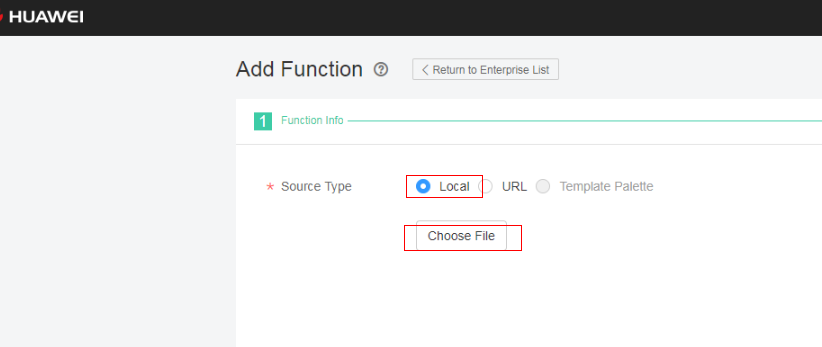 HUAWEI
Add Function ? < Return to Enterprise List
1 Function Info
* Source Type Local URL Template Palette
Choose File